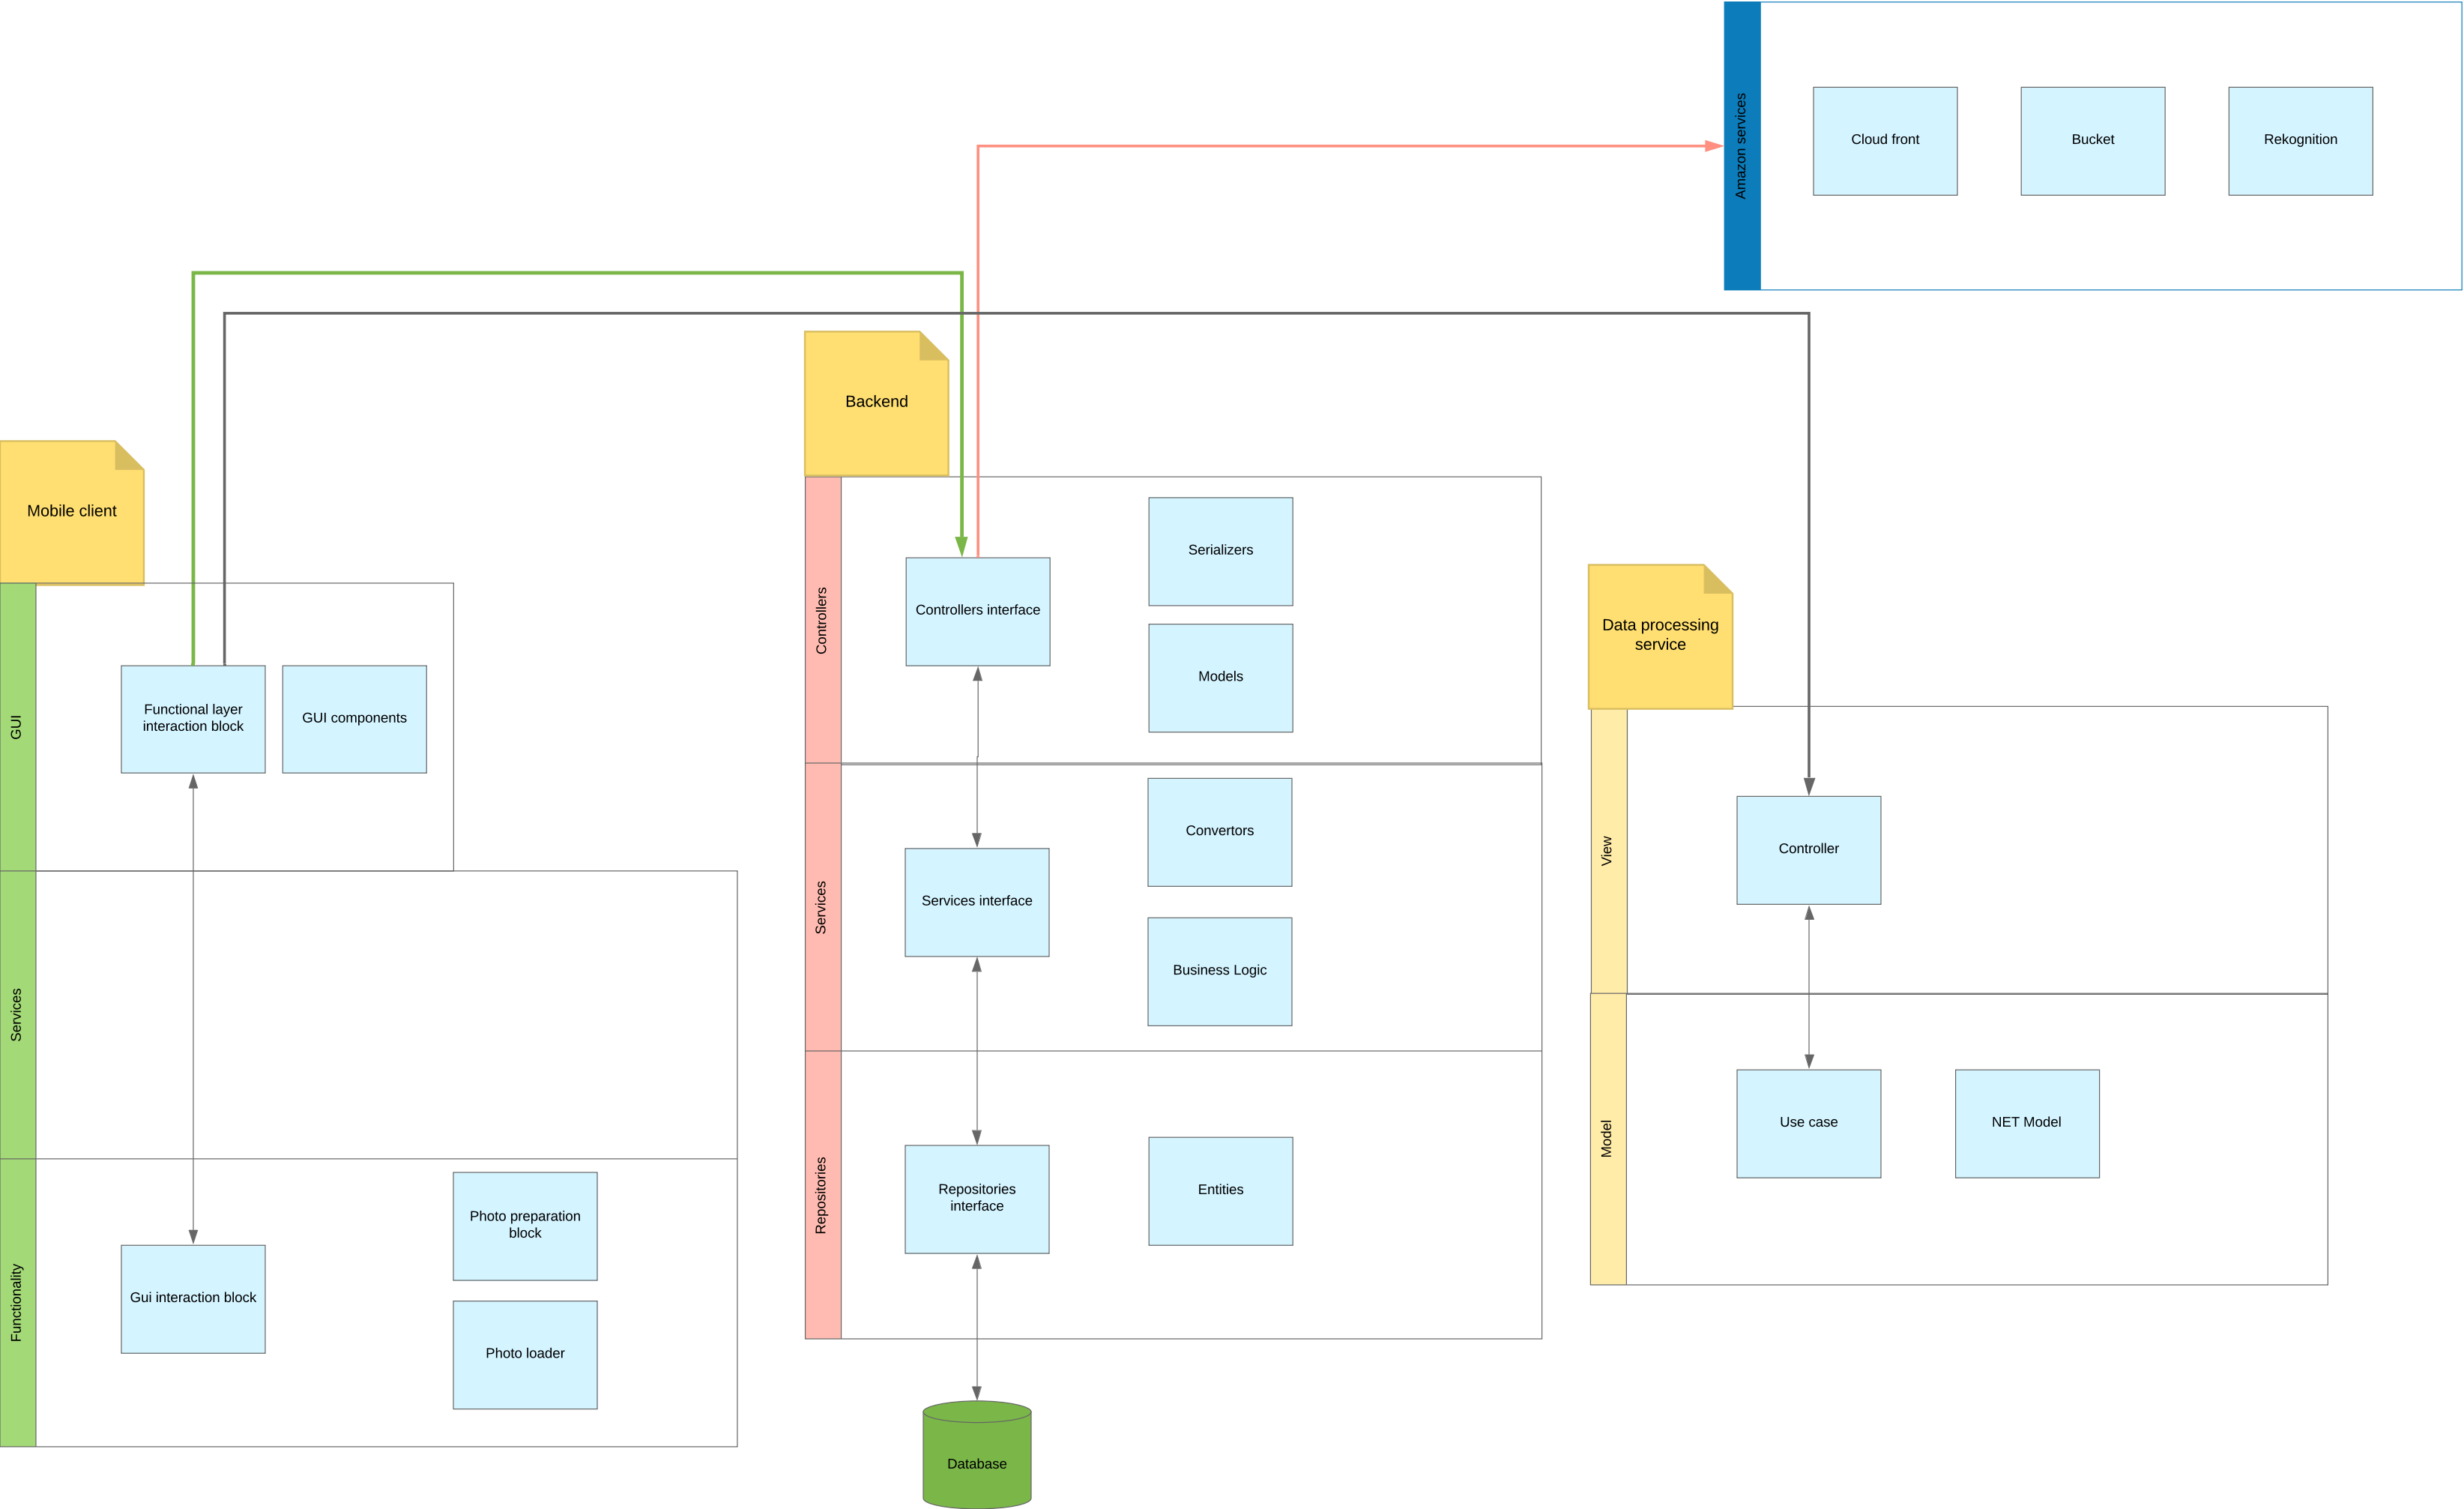 Amazon services
Cloud front
Bucket
Rekognition
Mobile client
GUI
Functional layer
interaction block
GUI components
Services
Functionality
Gui interaction block
Photo preparation
block
Photo loader
Backend
Controllers
Controllers interface
Serializers
Models
Services
Services interface
Convertors
Business Logic
Repositories
Repositories
interface
Entities
Database
Data processing
service
View
Controller
Model
Use case
NET Model